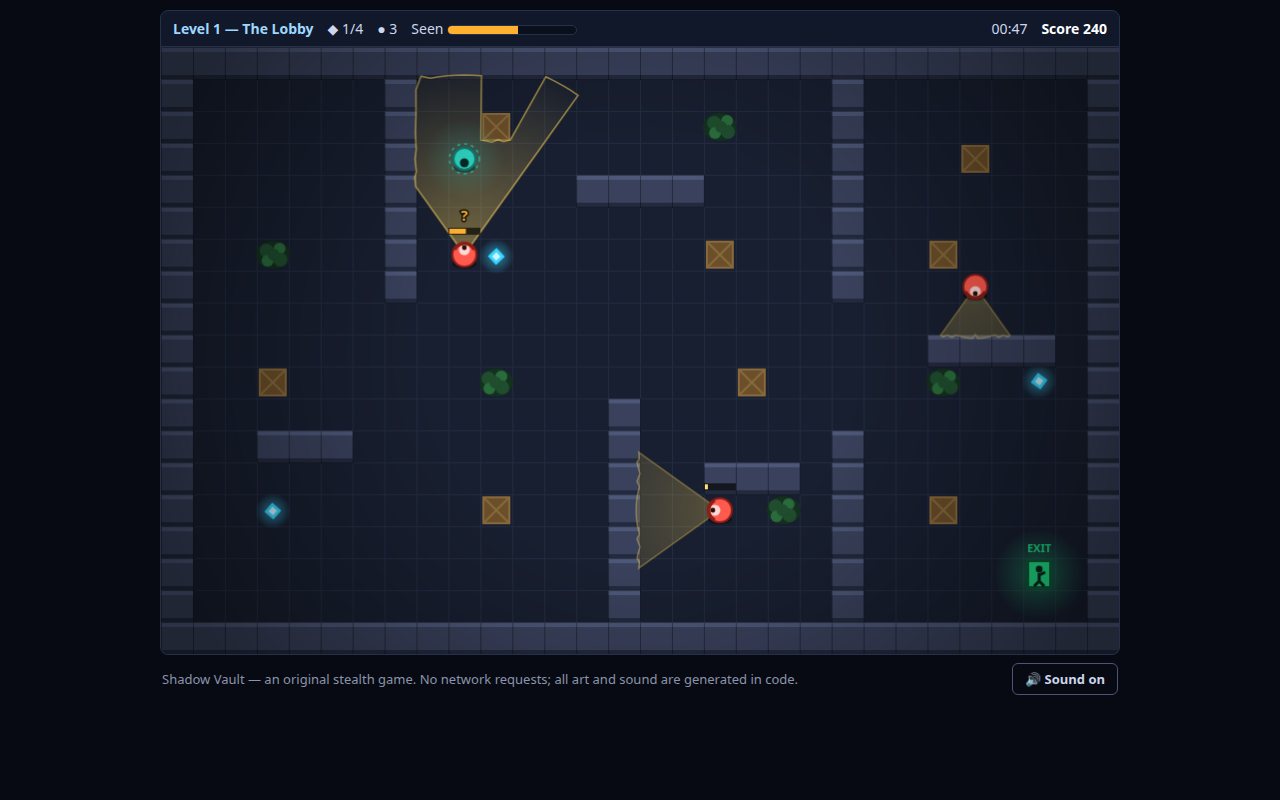 Level 1 — The Lobby ◆ 1/4 ● 3 Seen 00:47 Score 240
?
EXIT
Shadow Vault — an original stealth game. No network requests; all art and sound are generated in code. 🔊 Sound on